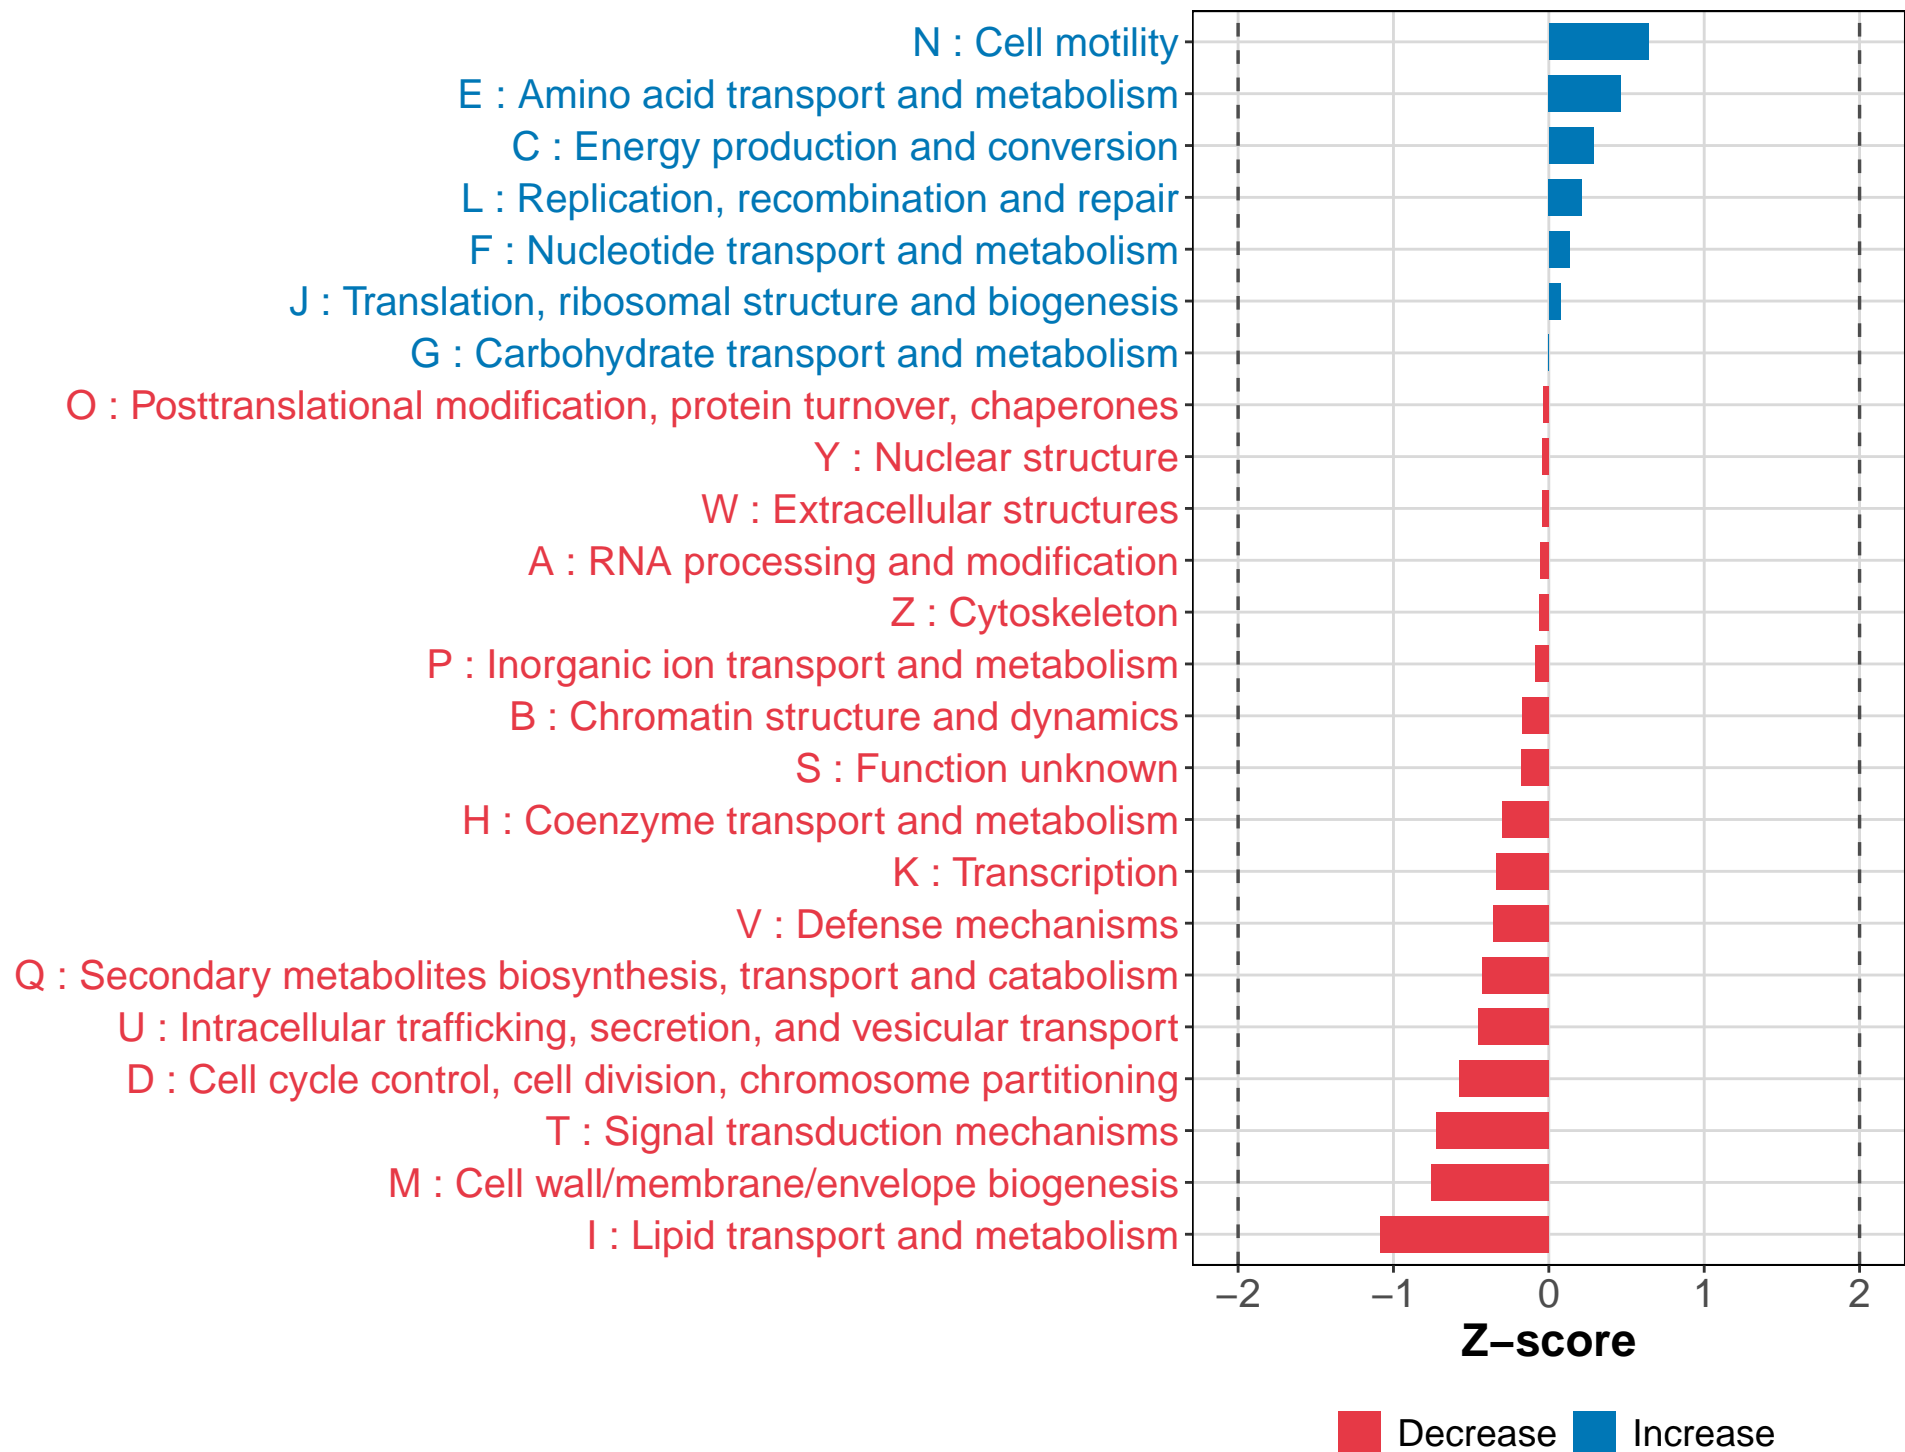 N : Cell motility
E : Amino acid transport and metabolism
C : Energy production and conversion
L : Replication, recombination and repair
F : Nucleotide transport and metabolism
J : Translation, ribosomal structure and biogenesis
G : Carbohydrate transport and metabolism
O : Posttranslational modification, protein turnover, chaperones
Y : Nuclear structure
W : Extracellular structures
A : RNA processing and modification
Z : Cytoskeleton
P : Inorganic ion transport and metabolism
B : Chromatin structure and dynamics
S : Function unknown
H : Coenzyme transport and metabolism
K : Transcription
V : Defense mechanisms
Q : Secondary metabolites biosynthesis, transport and catabolism
U : Intracellular trafficking, secretion, and vesicular transport
D : Cell cycle control, cell division, chromosome partitioning
T : Signal transduction mechanisms
M : Cell wall/membrane/envelope biogenesis
I : Lipid transport and metabolism
−2 −1 0 1 2
Z−score
Decrease Increase